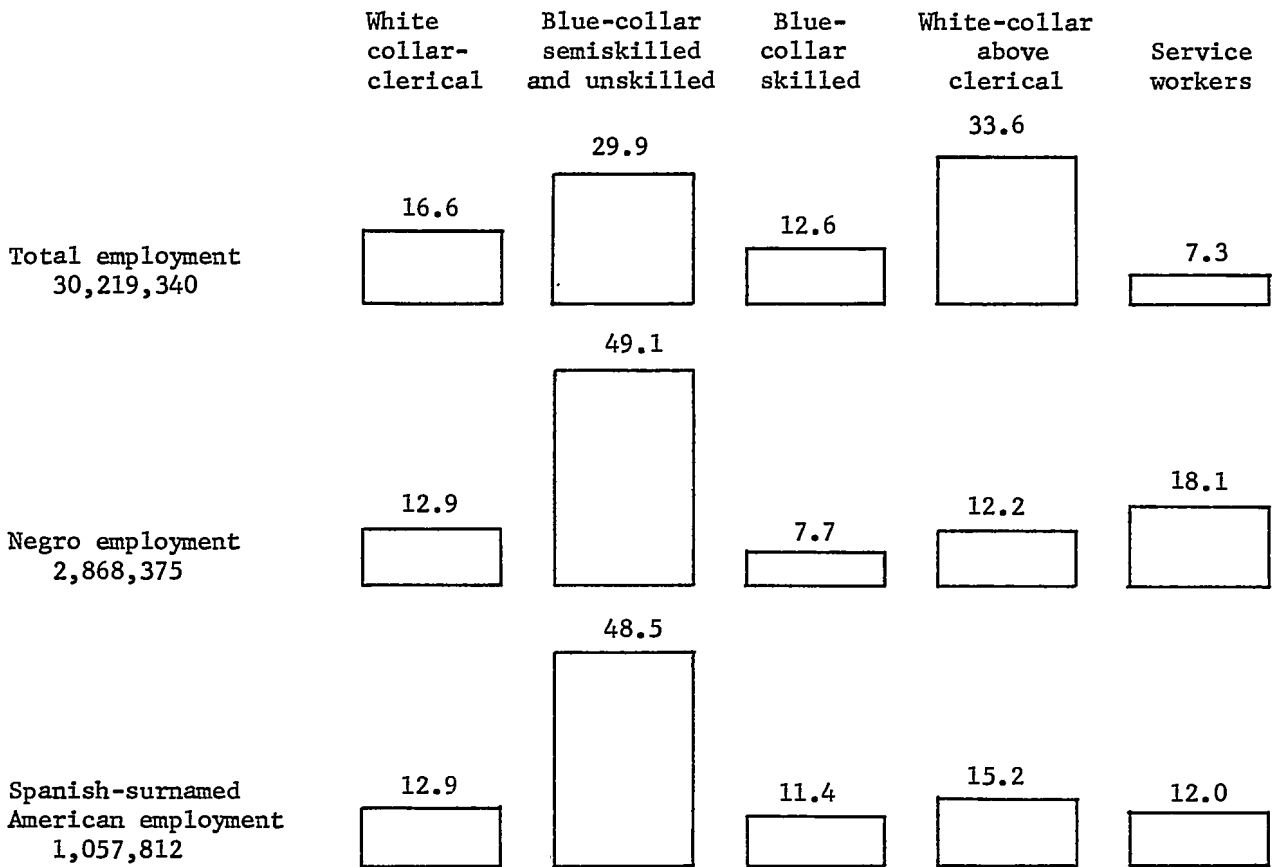 White collar-clerical
Blue-collar semiskilled and unskilled
Blue-collar skilled
White-collar above clerical
Service workers
Total employment
30,219,340
16.6
29.9
12.6
33.6
7.3
Negro employment
2,868,375
12.9
49.1
7.7
12.2
18.1
Spanish-surnamed
American employment
1,057,812
12.9
48.5
11.4
15.2
12.0